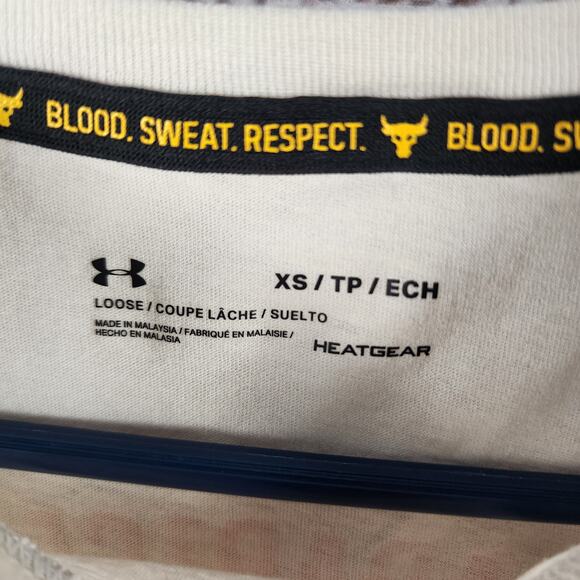 BLOOD. SWEAT. RESPECT. BLOOD.
XS / TP / ECH
LOOSE / COUPE LÂCHE / SUELTO
MADE IN MALAYSIA / FABRIQUÉ EN MALAISIE /
HECHO EN MALASIA
HEATGEAR